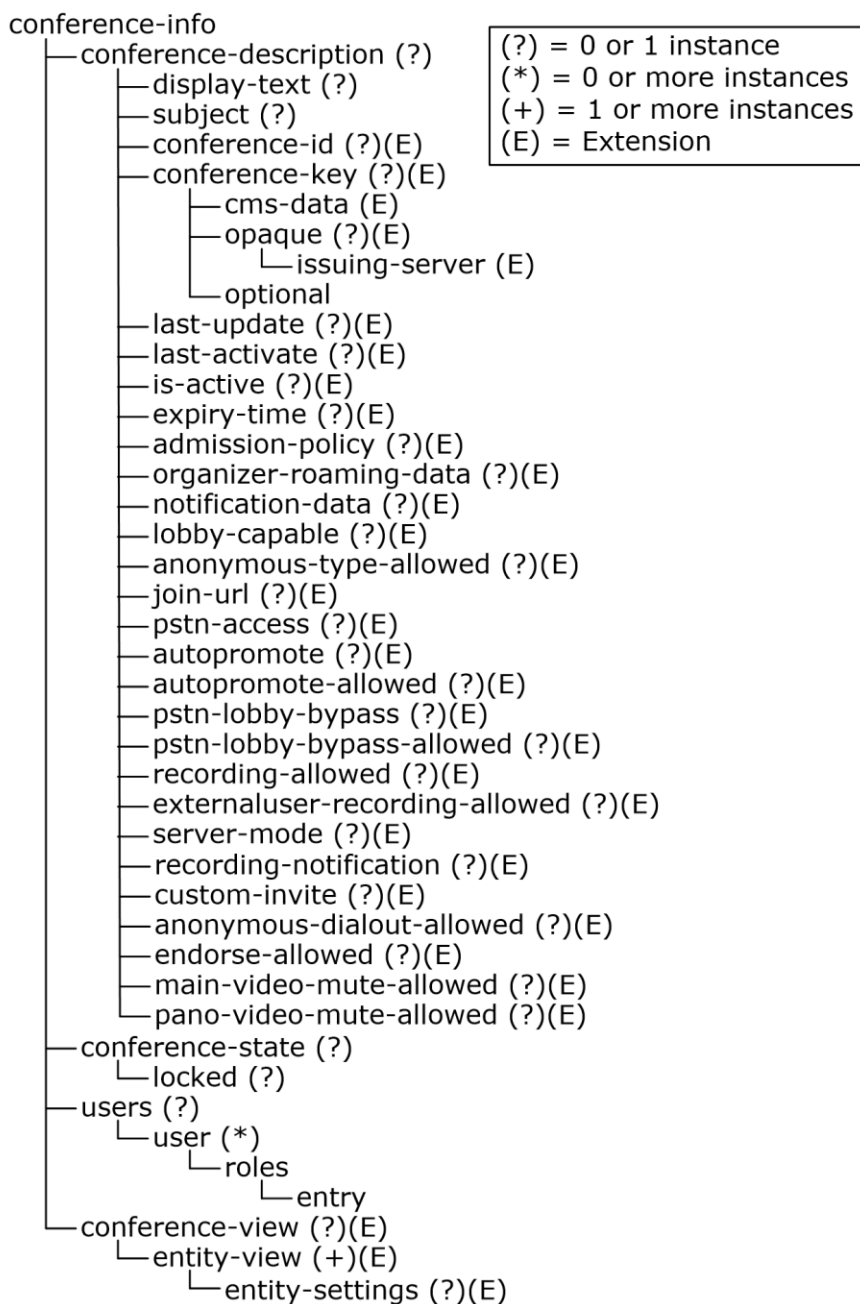 conference-info
conference-description (?)
(?) = 0 or 1 instance
(*) = 0 or more instances
(+) = 1 or more instances
(E) = Extension
display-text (?)
subject (?)
conference-id (?)(E)
conference-key (?)(E)
cms-data (E)
opaque (?)(E)
issuing-server (E)
optional
last-update (?)(E)
last-activate (?)(E)
is-active (?)(E)
expiry-time (?)(E)
admission-policy (?)(E)
organizer-roaming-data (?)(E)
notification-data (?)(E)
lobby-capable (?)(E)
anonymous-type-allowed (?)(E)
join-url (?)(E)
pstn-access (?)(E)
autopromote (?)(E)
autopromote-allowed (?)(E)
pstn-lobby-bypass (?)(E)
pstn-lobby-bypass-allowed (?)(E)
recording-allowed (?)(E)
externaluser-recording-allowed (?)(E)
server-mode (?)(E)
recording-notification (?)(E)
custom-invite (?)(E)
anonymous-dialout-allowed (?)(E)
endorse-allowed (?)(E)
main-video-mute-allowed (?)(E)
pano-video-mute-allowed (?)(E)
conference-state (?)
locked (?)
users (?)
user (*)
roles
entry
conference-view (?)(E)
entity-view (+)(E)
entity-settings (?)(E)